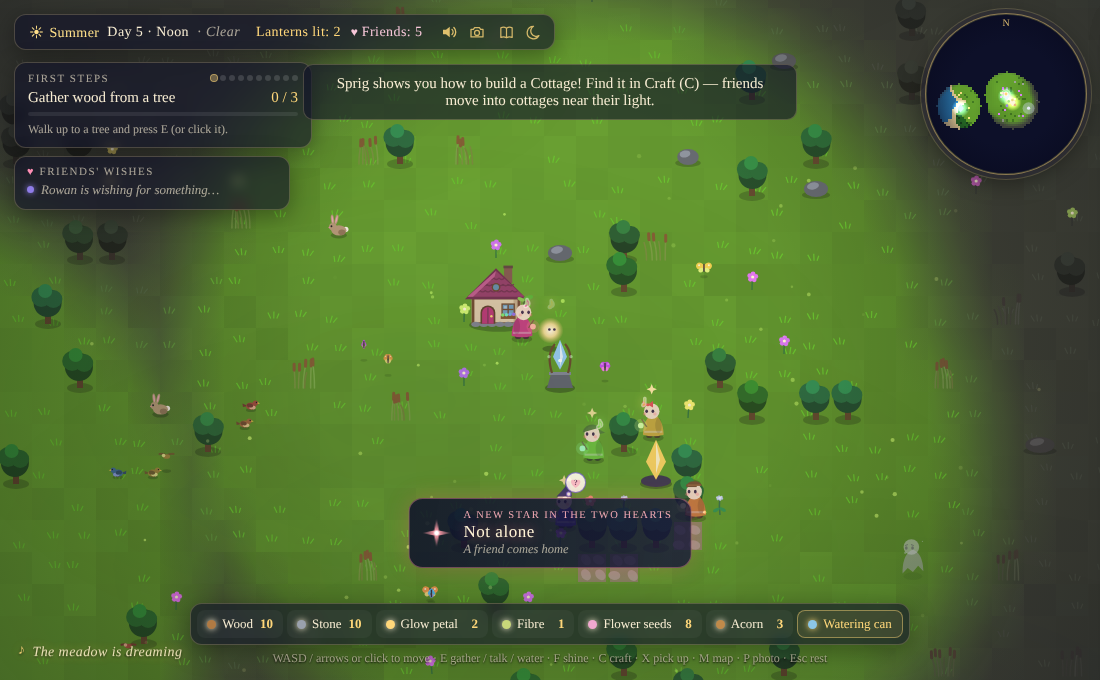 Summer Day 5 · Noon · Clear Lanterns lit: 2 ♥ Friends: 5
N
FIRST STEPS
Gather wood from a tree 0 / 3
Walk up to a tree and press E (or click it).
Sprig shows you how to build a Cottage! Find it in Craft (C) — friends
move into cottages near their light.
♥ FRIENDS' WISHES
Rowan is wishing for something…
A NEW STAR IN THE TWO HEARTS
Not alone
A friend comes home
Wood 10 Stone 10 Glow petal 2 Fibre 1 Flower seeds 8 Acorn 3 Watering can
♪ The meadow is dreaming
WASD / arrows or click to move · E gather / talk / water · F shine · C craft · X pick up · M map · P photo · Esc rest